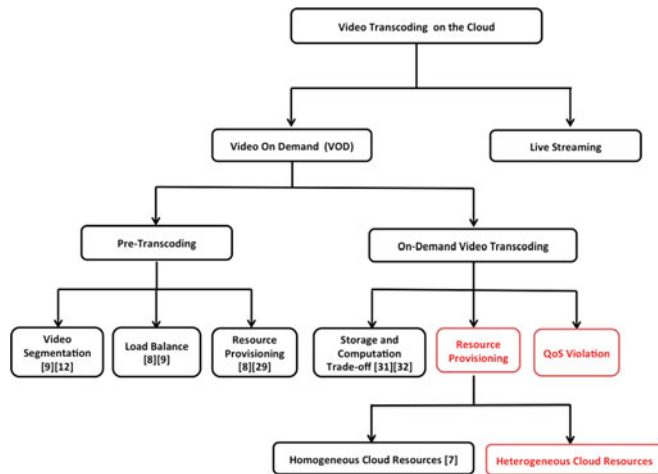 Video Transcoding on the Cloud
Video On Demand (VOD)
Live Streaming
Pre-Transcoding
On-Demand Video Transcoding
Video
Segmentation
[9][12]
Load Balance
[8][9]
Resource
Provisioning
[8][29]
Storage and
Computation
Trade-off [31][32]
Resource
Provisioning
QoS Violation
Homogeneous Cloud Resources [7]
Heterogeneous Cloud Resources